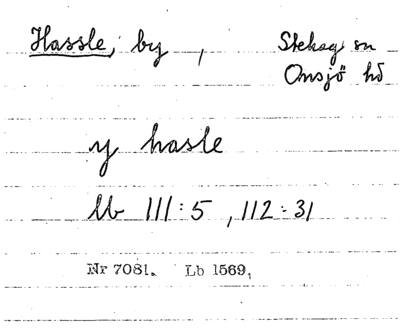 Hassle, by , Stehag sn
Onsjö hd
y hasle
lb 111:5 , 112:31
Nr 7081. Lb 1569,